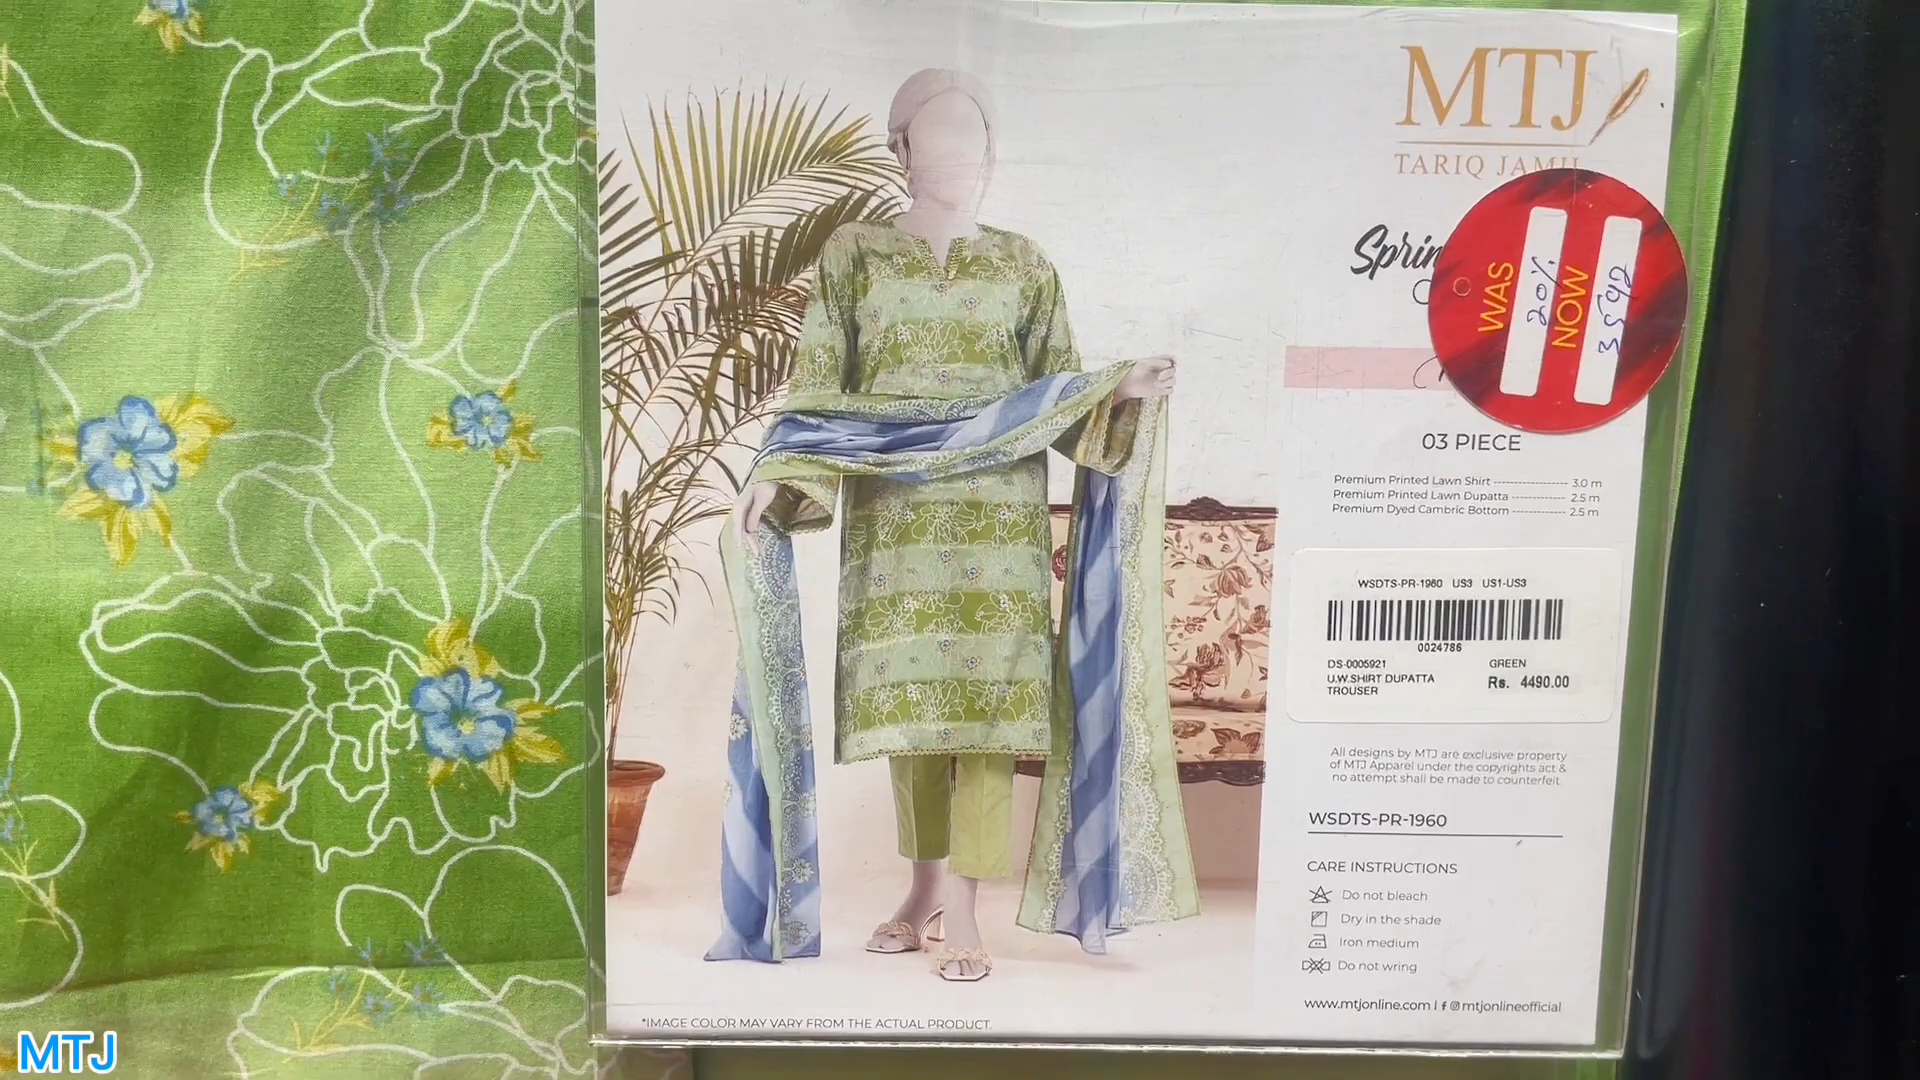 MTJ
TARIQ JAMIL
Sprin
WAS
20%
NOW
3592
03 PIECE
Premium Printed Lawn Shirt ------------------ 3.0 m
Premium Printed Lawn Dupatta -------------- 2.5 m
Premium Dyed Cambric Bottom -------------- 2.5 m
WSDTS-PR-1960 US3 US1-US3
0024786
DS-0005921 GREEN
U.W.SHIRT DUPATTA Rs. 4490.00
TROUSER
All designs by MTJ are exclusive property
of MTJ Apparel under the copyrights act &
no attempt shall be made to counterfeit.
WSDTS-PR-1960
CARE INSTRUCTIONS
Do not bleach
Dry in the shade
Iron medium
Do not wring
www.mtjonline.com | f @mtjonlineofficial
*IMAGE COLOR MAY VARY FROM THE ACTUAL PRODUCT.
MTJ